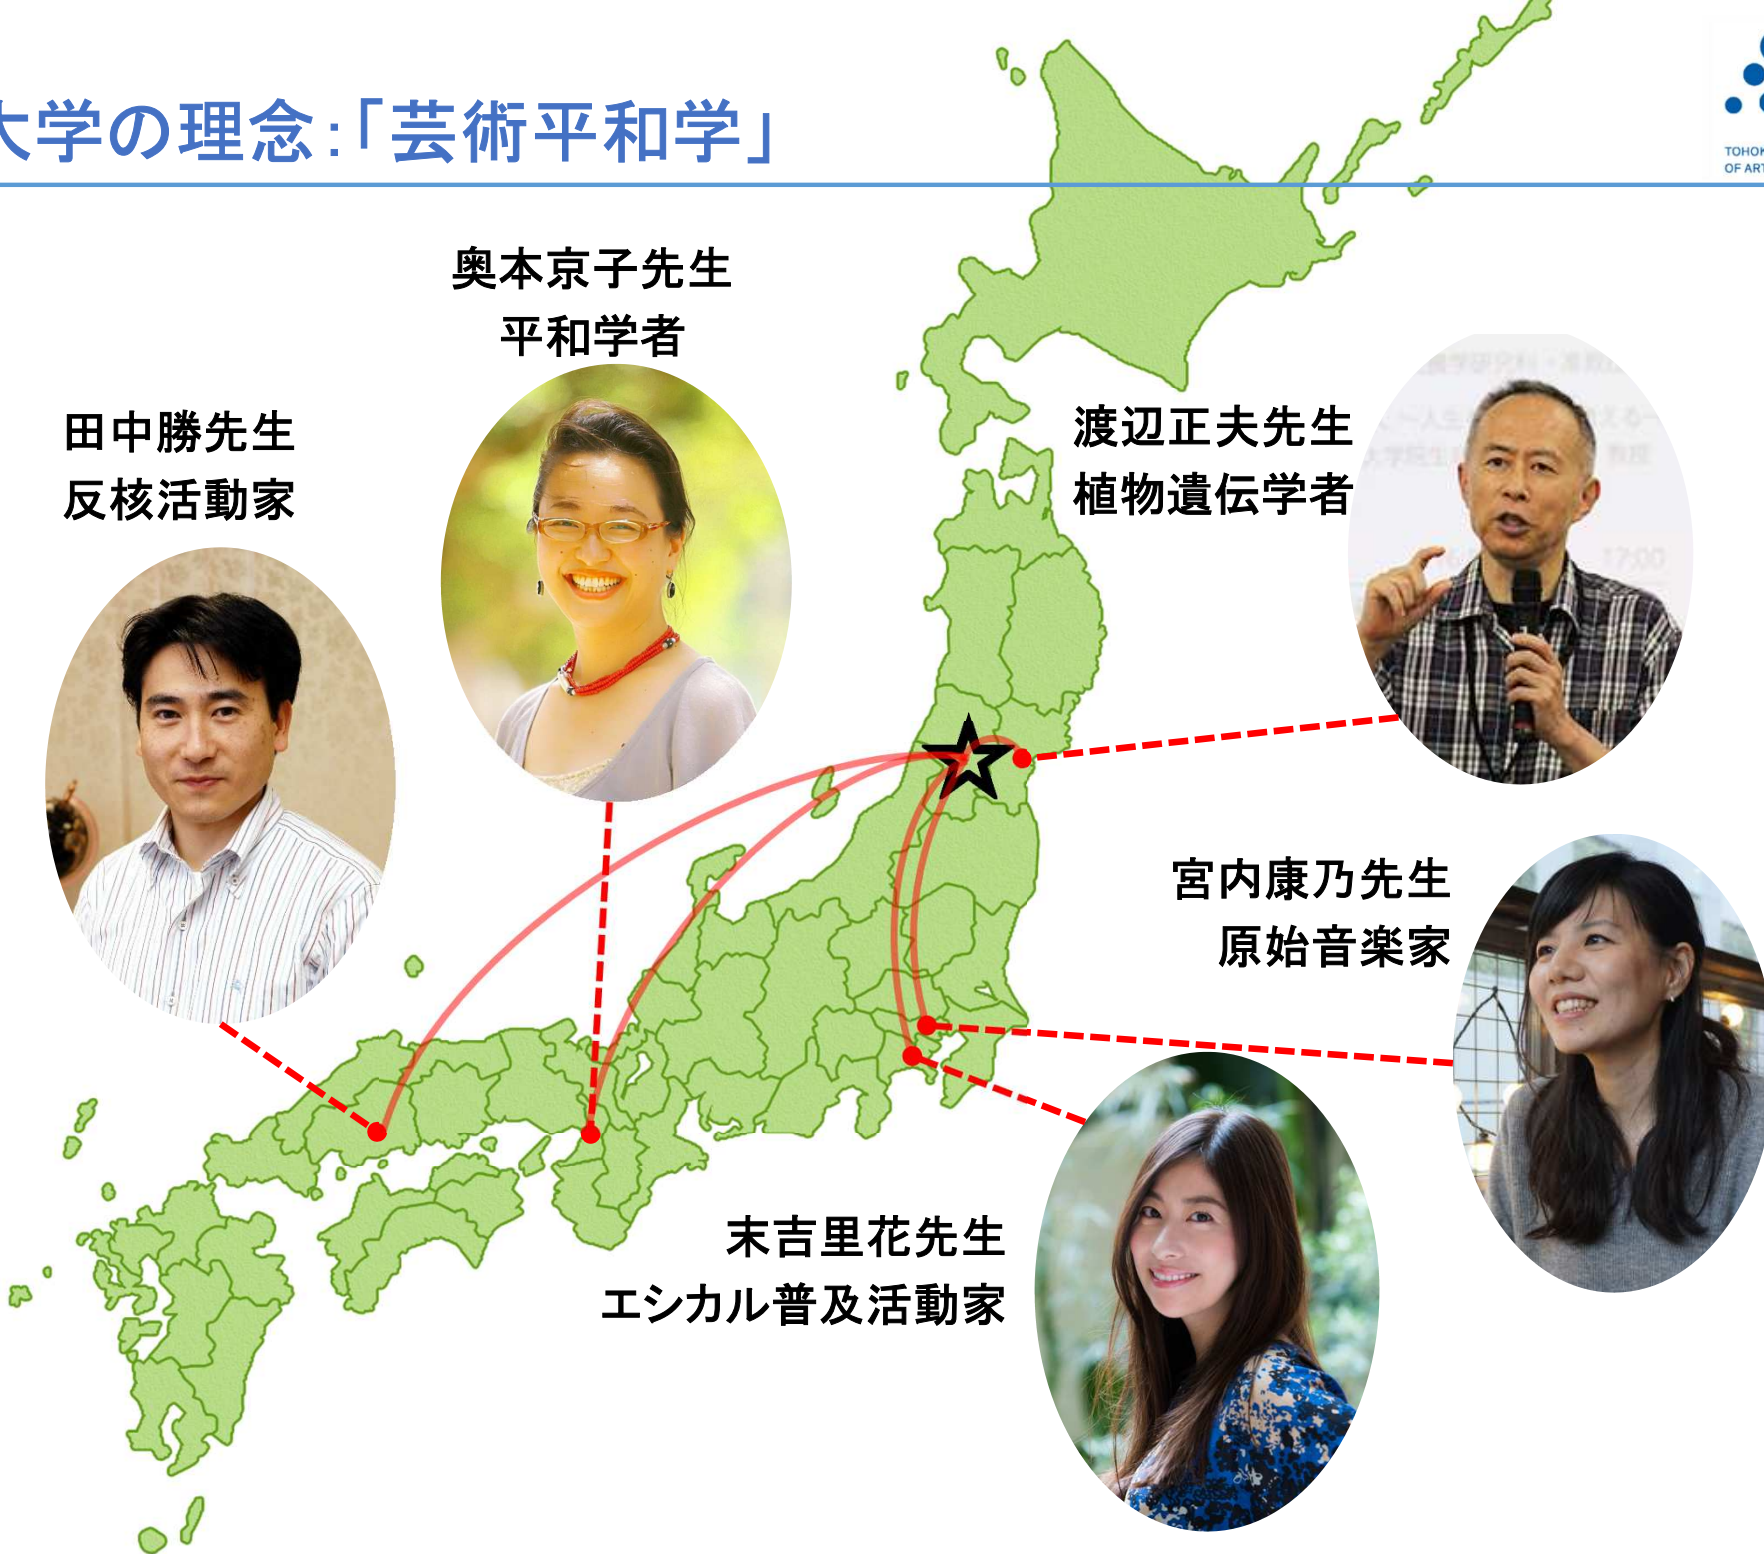 大学の理念:「芸術平和学」
TOHOK
OF ART
奥本京子先生
平和学者
田中勝先生
反核活動家
渡辺正夫先生
植物遺伝学者
17:00
宮内康乃先生
原始音楽家
末吉里花先生
エシカル普及活動家